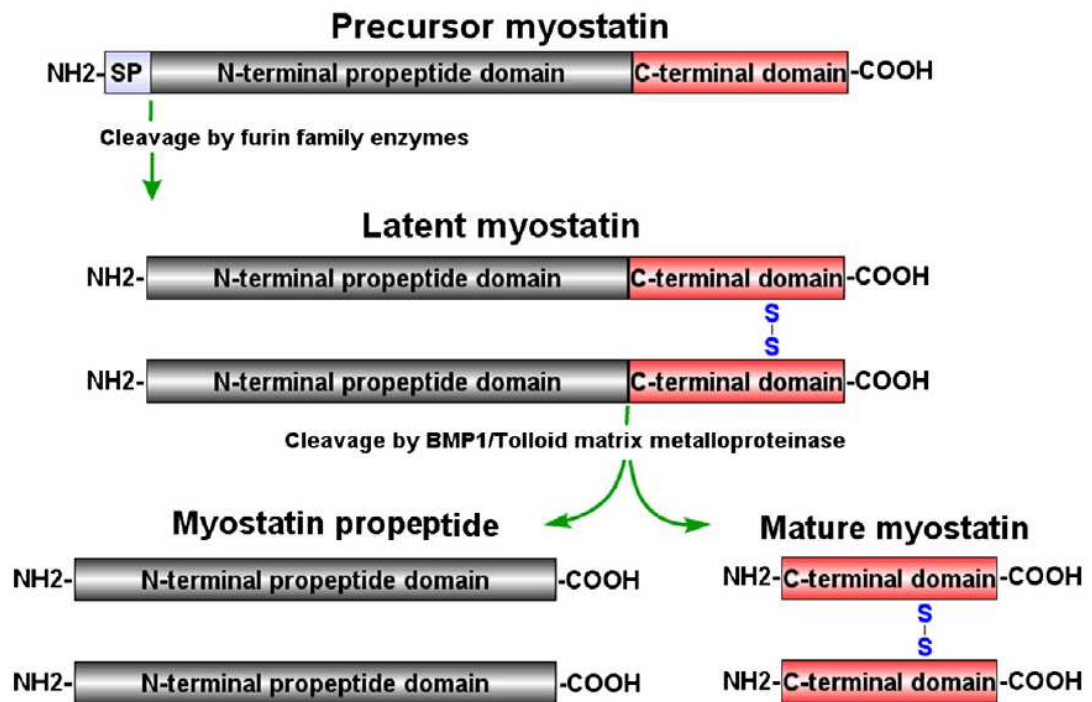 Precursor myostatin
NH2-SP N-terminal propeptide domain C-terminal domain-COOH
Cleavage by furin family enzymes
Latent myostatin
NH2- N-terminal propeptide domain C-terminal domain-COOH
S
S
NH2- N-terminal propeptide domain C-terminal domain-COOH
Cleavage by BMP1/Tolloid matrix metalloproteinase
Myostatin propeptide
NH2- N-terminal propeptide domain -COOH
NH2- N-terminal propeptide domain -COOH
Mature myostatin
NH2-C-terminal domain-COOH
S
S
NH2-C-terminal domain-COOH